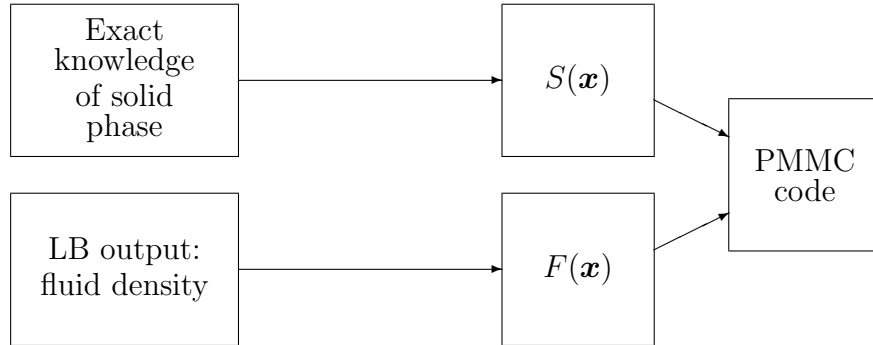 Exact
knowledge
of solid
phase
S(𝒙)
PMMC
code
LB output:
fluid density
F(𝒙)